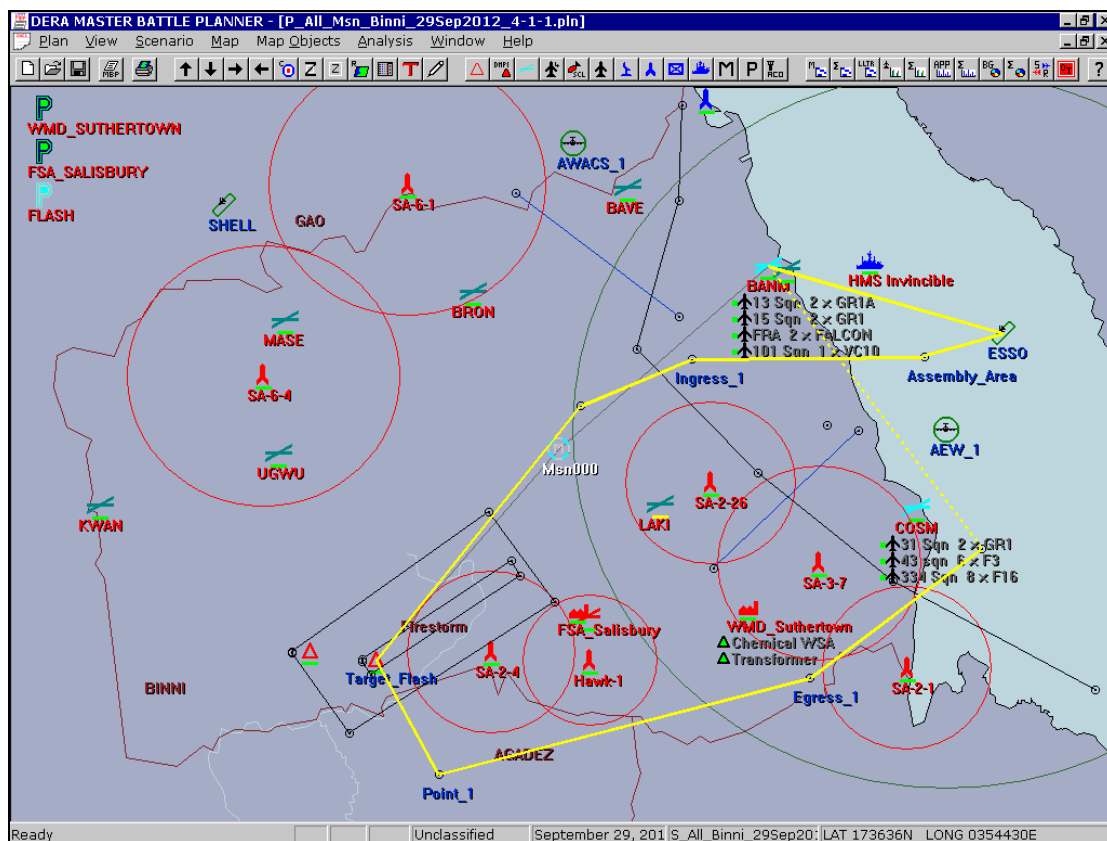 DERA MASTER BATTLE PLANNER - [P_All_Msn_Binni_29Sep2012_4-1-1.pln]
Plan View Scenario Map Map Objects Analysis Window Help
WMD_SUTHERTOWN
FSA_SALISBURY
FLASH
SHELL
GAO
SA-6-1
AWACS_1
BAVE
BRON
MASE
SA-6-4
UGWU
KWAN
BANM
HMS Invincible
13 Sqn 2 x GR1A
15 Sqn 2 x GR1
FRA 2 x FALCON
101 Sqn 1 x VC10
ESSO
Ingress_1
Assembly_Area
AEW_1
Msn000
SA-2-26
LAKI
COSM
31 Sqn 2 x GR1
43 sqn 6 x F3
334 Sqn 8 x F16
SA-3-7
Firestorm
FSA_Salisbury
WMD_Suthertown
Chemical WSA
Transformer
Target_Flash
SA-2-4
Hawk-1
SA-2-1
BINNI
Egress_1
AGADEZ
Point_1
Ready Unclassified September 29, 201 S_All_Binni_29Sep20: LAT 173636N LONG 0354430E